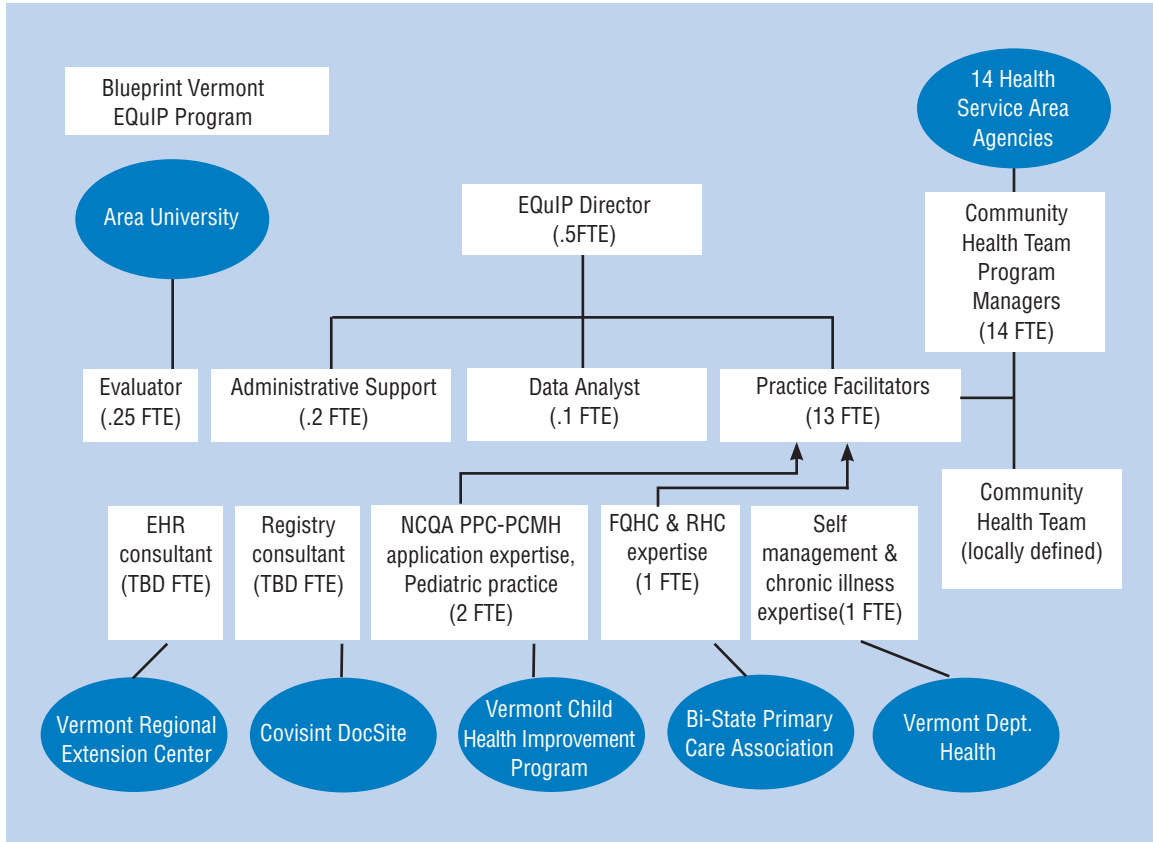 Blueprint Vermont
EQuIP Program
14 Health
Service Area
Agencies
Area University
EQuIP Director
(.5FTE)
Community
Health Team
Program
Managers
(14 FTE)
Evaluator
(.25 FTE)
Administrative Support
(.2 FTE)
Data Analyst
(.1 FTE)
Practice Facilitators
(13 FTE)
EHR
consultant
(TBD FTE)
Registry
consultant
(TBD FTE)
NCQA PPC-PCMH
application expertise,
Pediatric practice
(2 FTE)
FQHC & RHC
expertise
(1 FTE)
Self
management &
chronic illness
expertise(1 FTE)
Community
Health Team
(locally defined)
Vermont Regional
Extension Center
Covisint DocSite
Vermont Child
Health Improvement
Program
Bi-State Primary
Care Association
Vermont Dept.
Health